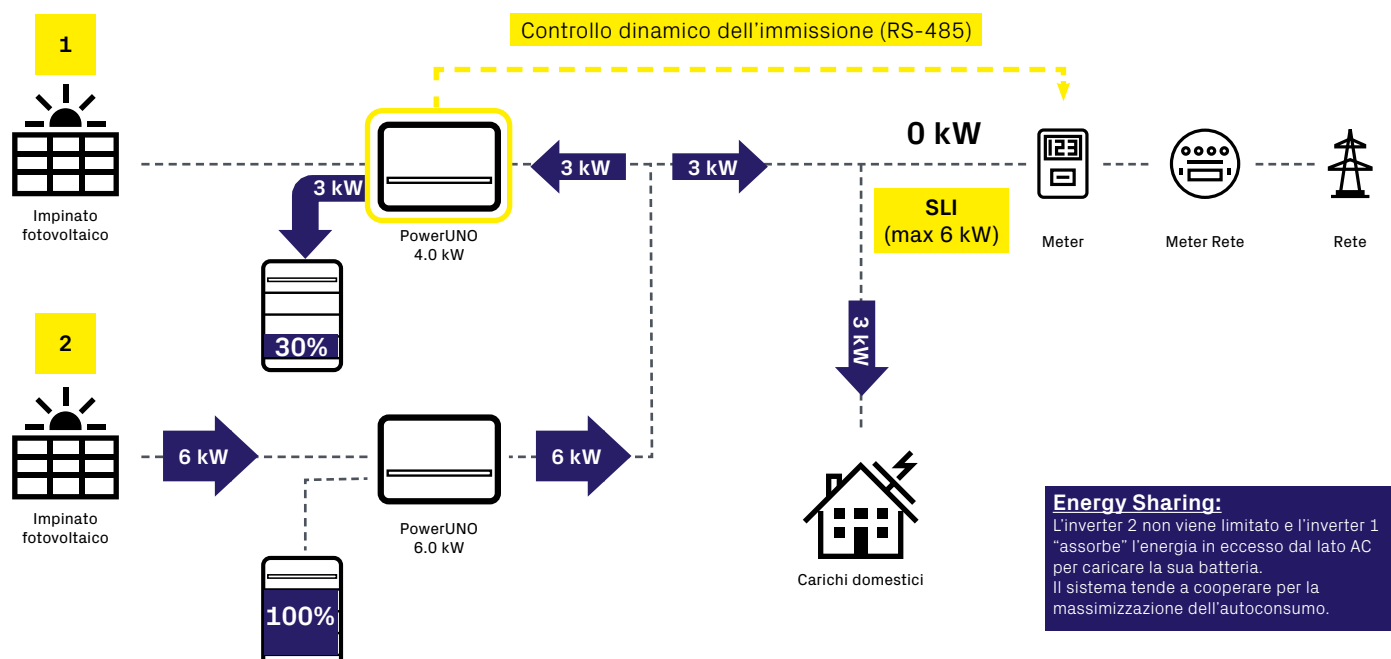 Controllo dinamico dell'immissione (RS-485)
1
Impinato
fotovoltaico
3 kW
PowerUNO
4.0 kW
30%
3 kW
3 kW
0 kW
SLI
(max 6 kW)
123
Meter
Meter Rete
Rete
3 kW
2
Impinato
fotovoltaico
6 kW
PowerUNO
6.0 kW
6 kW
100%
Carichi domestici
Energy Sharing:
L'inverter 2 non viene limitato e l'inverter 1
“assorbe” l'energia in eccesso dal lato AC
per caricare la sua batteria.
Il sistema tende a cooperare per la
massimizzazione dell'autoconsumo.